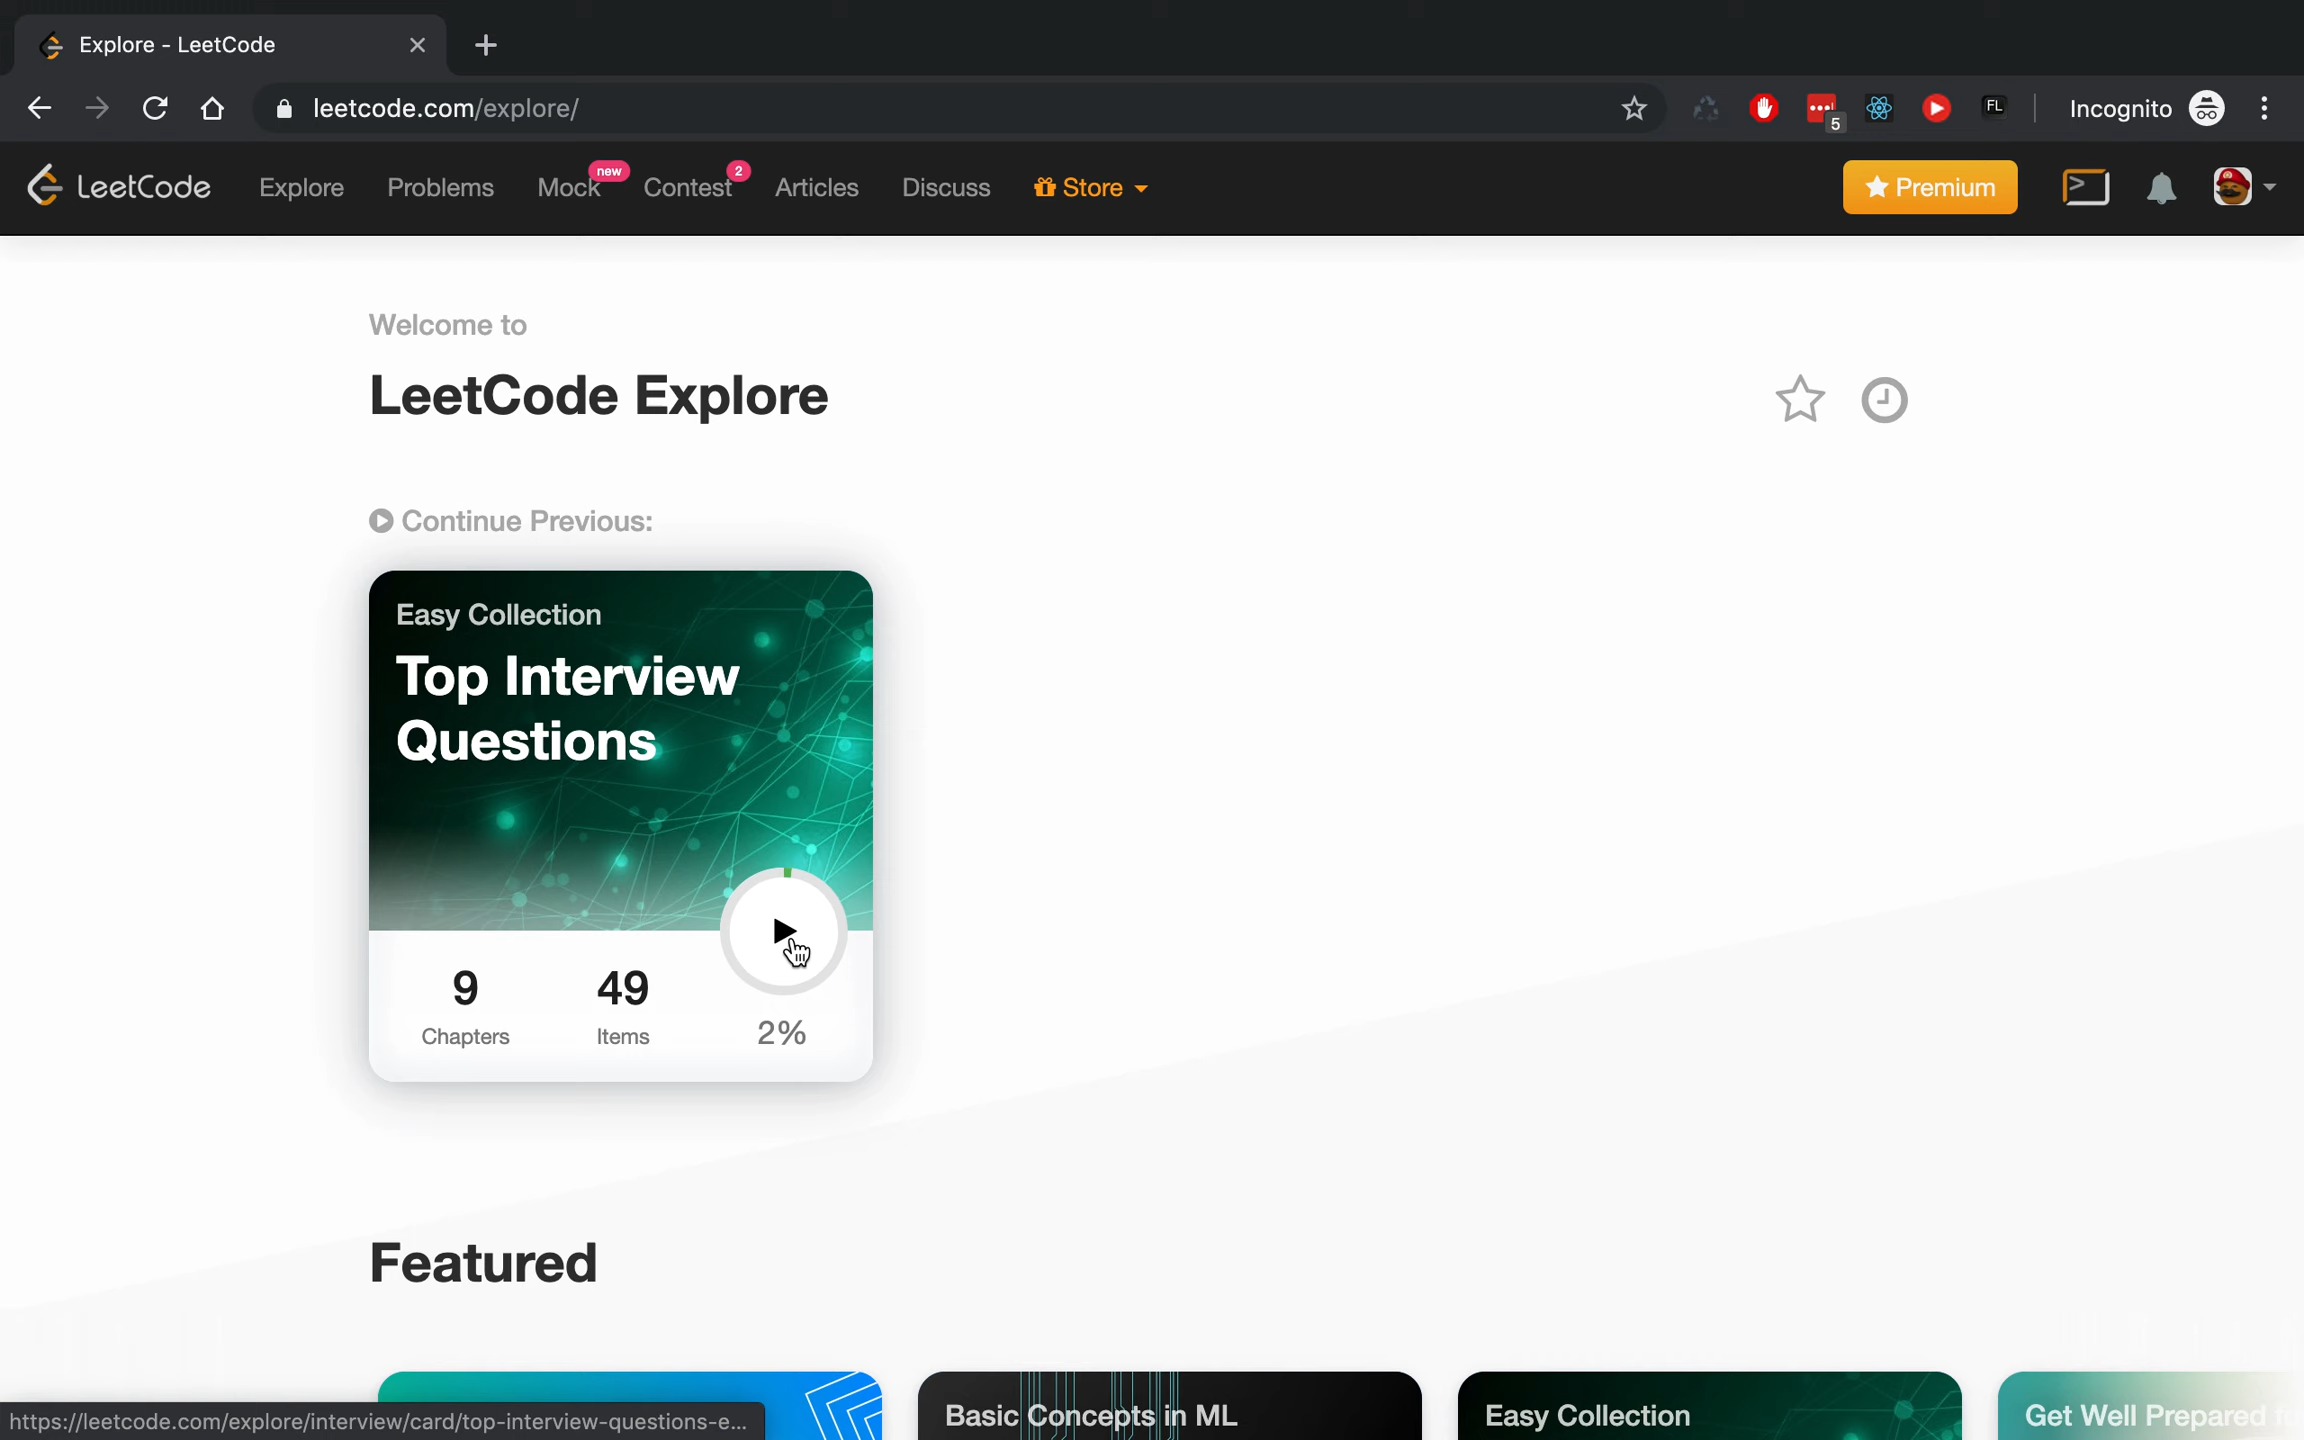 Explore - LeetCode
leetcode.com/explore/
5
FL
Incognito
LeetCode
Explore
Problems
Mock
new
Contest
2
Articles
Discuss
Store
Premium
Welcome to
LeetCode Explore
Continue Previous:
Easy Collection
Top Interview
Questions
9
49
Chapters
Items
2%
Featured
Basic Concepts in ML
Easy Collection
Get Well Prepared
https://leetcode.com/explore/interview/card/top-interview-questions-e...